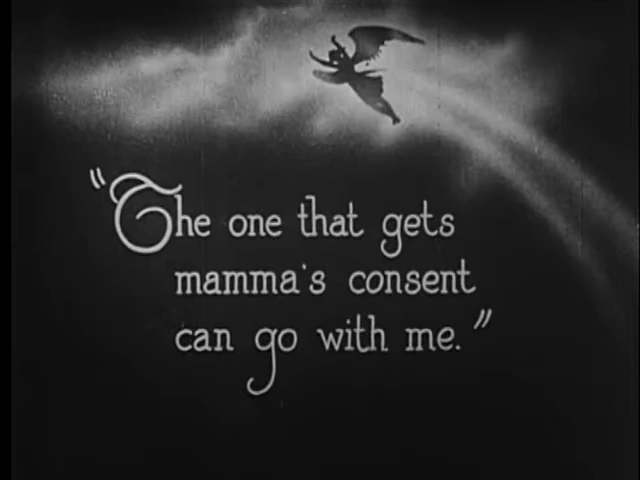 "The one that gets
mamma's consent
can go with me."